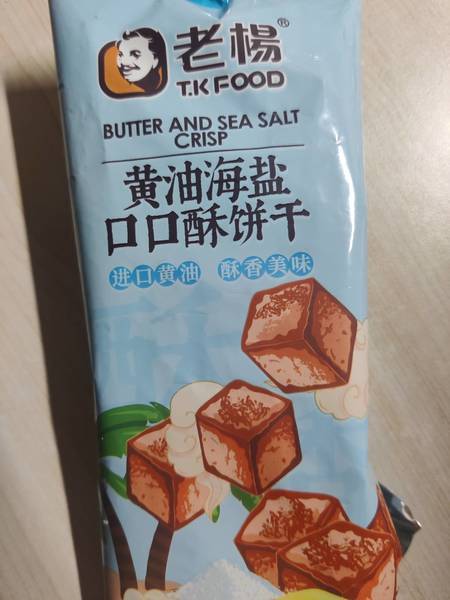 老楊®
T.K FOOD
BUTTER AND SEA SALT
CRISP
黄油海盐
口口酥饼干
进口黄油 酥香美味